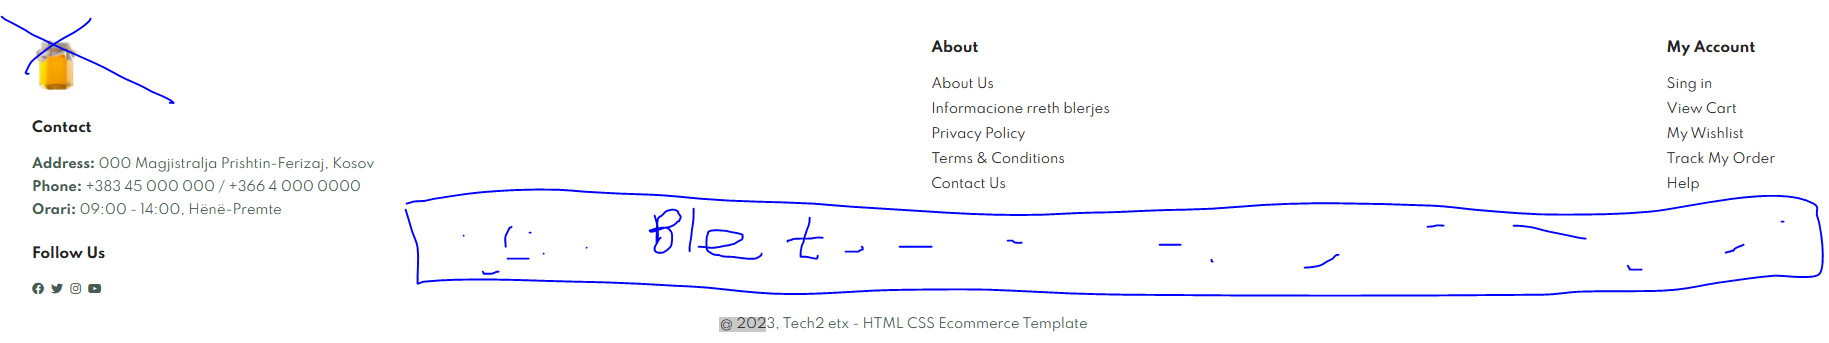 Contact
Address: 000 Magjistralja Prishtin-Ferizaj, Kosov
Phone: +383 45 000 000 / +366 4 000 0000
Orari: 09:00 - 14:00, Hënë-Premte
Follow Us
About
About Us
Informacione rreth blerjes
Privacy Policy
Terms & Conditions
Contact Us
My Account
Sing in
View Cart
My Wishlist
Track My Order
Help
Blet
@ 2023, Tech2 etx - HTML CSS Ecommerce Template